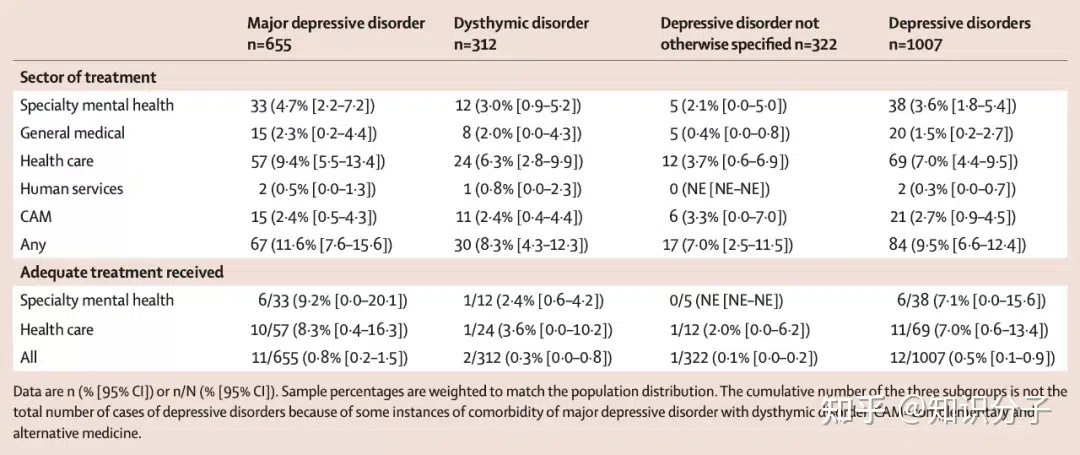 Major depressive disorder n=655 Dysthymic disorder n=312 Depressive disorder not otherwise specified n=322 Depressive disorders n=1007
Sector of treatment
Specialty mental health 33 (4.7% [2.2–7.2]) 12 (3.0% [0.9–5.2]) 5 (2.1% [0.0–5.0]) 38 (3.6% [1.8–5.4])
General medical 15 (2.3% [0.2–4.4]) 8 (2.0% [0.0–4.3]) 5 (0.4% [0.0–0.8]) 20 (1.5% [0.2–2.7])
Health care 57 (9.4% [5.5–13.4]) 24 (6.3% [2.8–9.9]) 12 (3.7% [0.6–6.9]) 69 (7.0% [4.4–9.5])
Human services 2 (0.5% [0.0–1.3]) 1 (0.8% [0.0–2.3]) 0 (NE [NE–NE]) 2 (0.3% [0.0–0.7])
CAM 15 (2.4% [0.5–4.3]) 11 (2.4% [0.4–4.4]) 6 (3.3% [0.0–7.0]) 21 (2.7% [0.9–4.5])
Any 67 (11.6% [7.6–15.6]) 30 (8.3% [4.3–12.3]) 17 (7.0% [2.5–11.5]) 84 (9.5% [6.6–12.4])
Adequate treatment received
Specialty mental health 6/33 (9.2% [0.0–20.1]) 1/12 (2.4% [0.6–4.2]) 0/5 (NE [NE–NE]) 6/38 (7.1% [0.0–15.6])
Health care 10/57 (8.3% [0.4–16.3]) 1/24 (3.6% [0.0–10.2]) 1/12 (2.0% [0.0–6.2]) 11/69 (7.0% [0.6–13.4])
All 11/655 (0.8% [0.2–1.5]) 2/312 (0.3% [0.0–0.8]) 1/322 (0.1% [0.0–0.2]) 12/1007 (0.5% [0.1–0.9])
Data are n (% [95% CI]) or n/N (% [95% CI]). Sample percentages are weighted to match the population distribution. The cumulative number of the three subgroups is not the
total number of cases of depressive disorders because of some instances of comorbidity of major depressive disorder with dysthymic disorder. CAM=complementary and
alternative medicine.
知乎 @知识分子